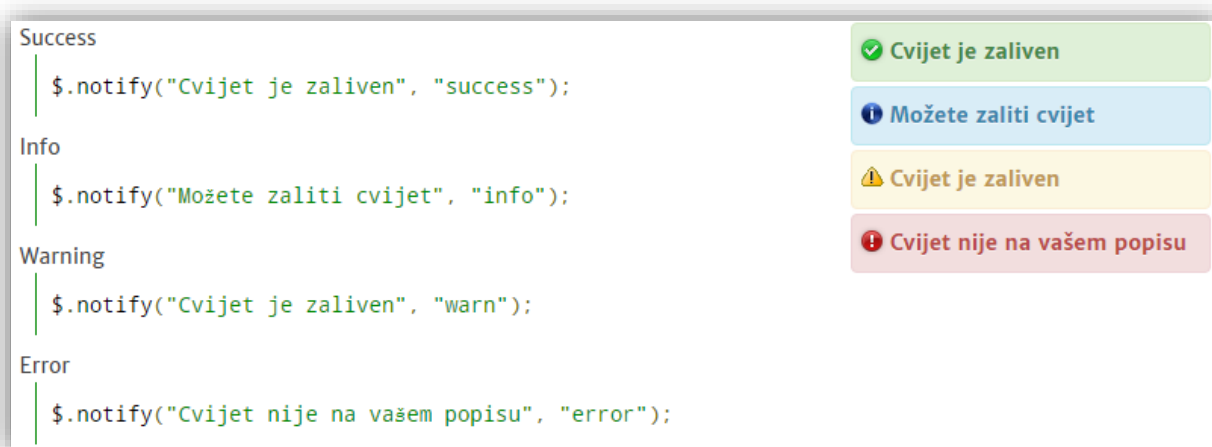 Success
$.notify("Cvijet je zaliven", "success");
Info
$.notify("Možete zaliti cvijet", "info");
Warning
$.notify("Cvijet je zaliven", "warn");
Error
$.notify("Cvijet nije na vašem popisu", "error");
Cvijet je zaliven
Možete zaliti cvijet
Cvijet je zaliven
Cvijet nije na vašem popisu